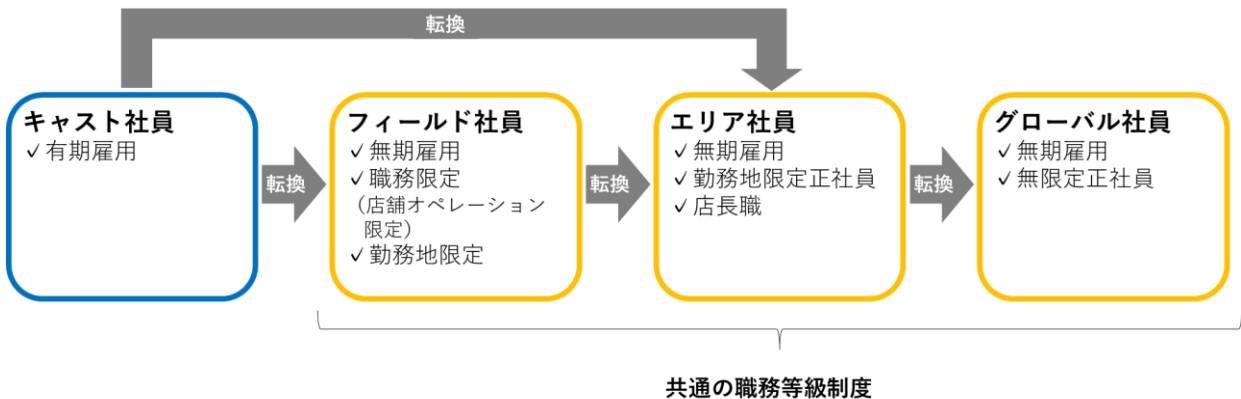 転換
キャスト社員
✓有期雇用
転換
フィールド社員
✓無期雇用
✓職務限定
（店舗オペレーション
限定）
✓勤務地限定
転換
エリア社員
✓無期雇用
✓勤務地限定正社員
✓店長職
転換
グローバル社員
✓無期雇用
✓無限定正社員
共通の職務等級制度